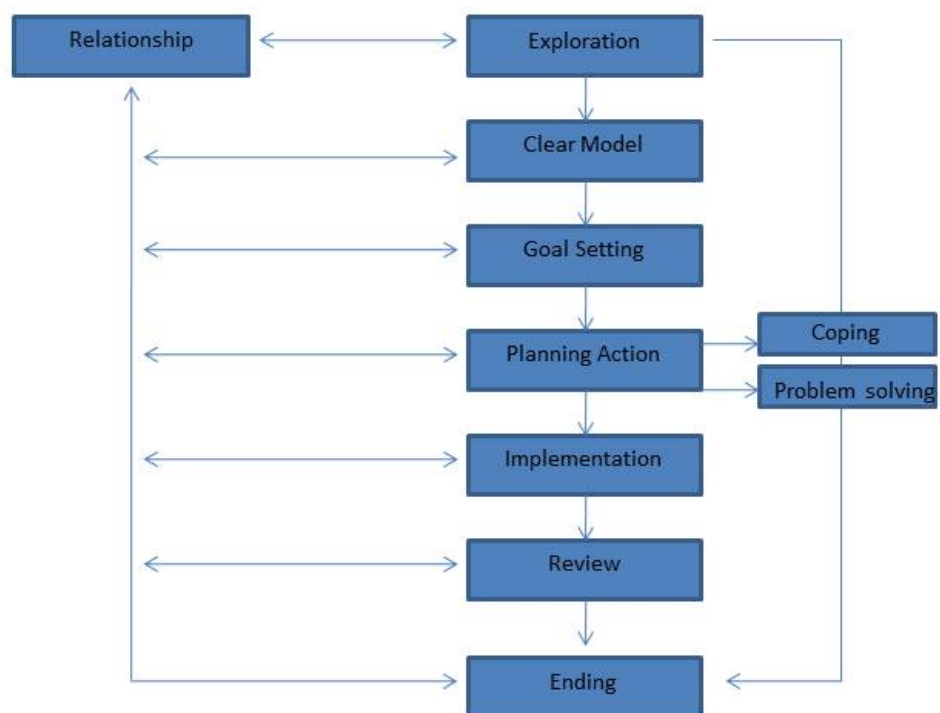 Relationship
Exploration
Clear Model
Goal Setting
Planning Action
Coping
Problem solving
Implementation
Review
Ending